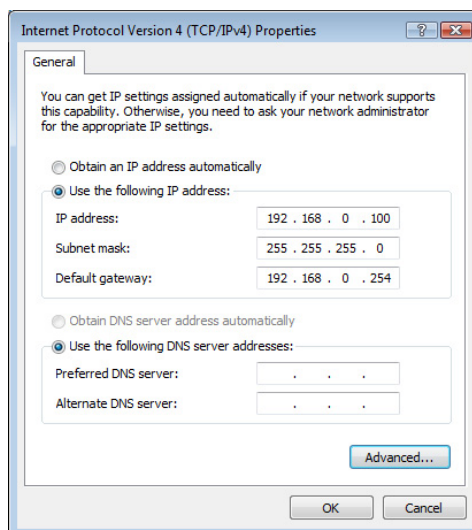 Internet Protocol Version 4 (TCP/IPv4) Properties
General
You can get IP settings assigned automatically if your network supports
this capability. Otherwise, you need to ask your network administrator
for the appropriate IP settings.
Obtain an IP address automatically
Use the following IP address:
IP address: 192 . 168 . 0 . 100
Subnet mask: 255 . 255 . 255 . 0
Default gateway: 192 . 168 . 0 . 254
Obtain DNS server address automatically
Use the following DNS server addresses:
Preferred DNS server: . . .
Alternate DNS server: . . .
Advanced...
OK Cancel